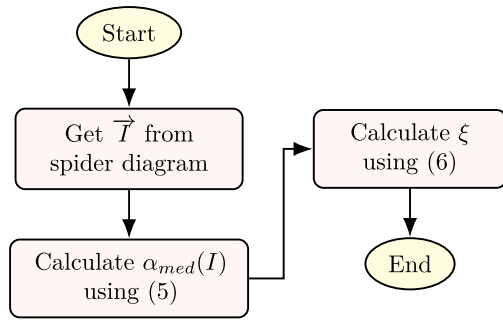 Start
Get $\overrightarrow{I}$ from
spider diagram
Calculate $\alpha_{med}(I)$
using (5)
Calculate $\xi$
using (6)
End